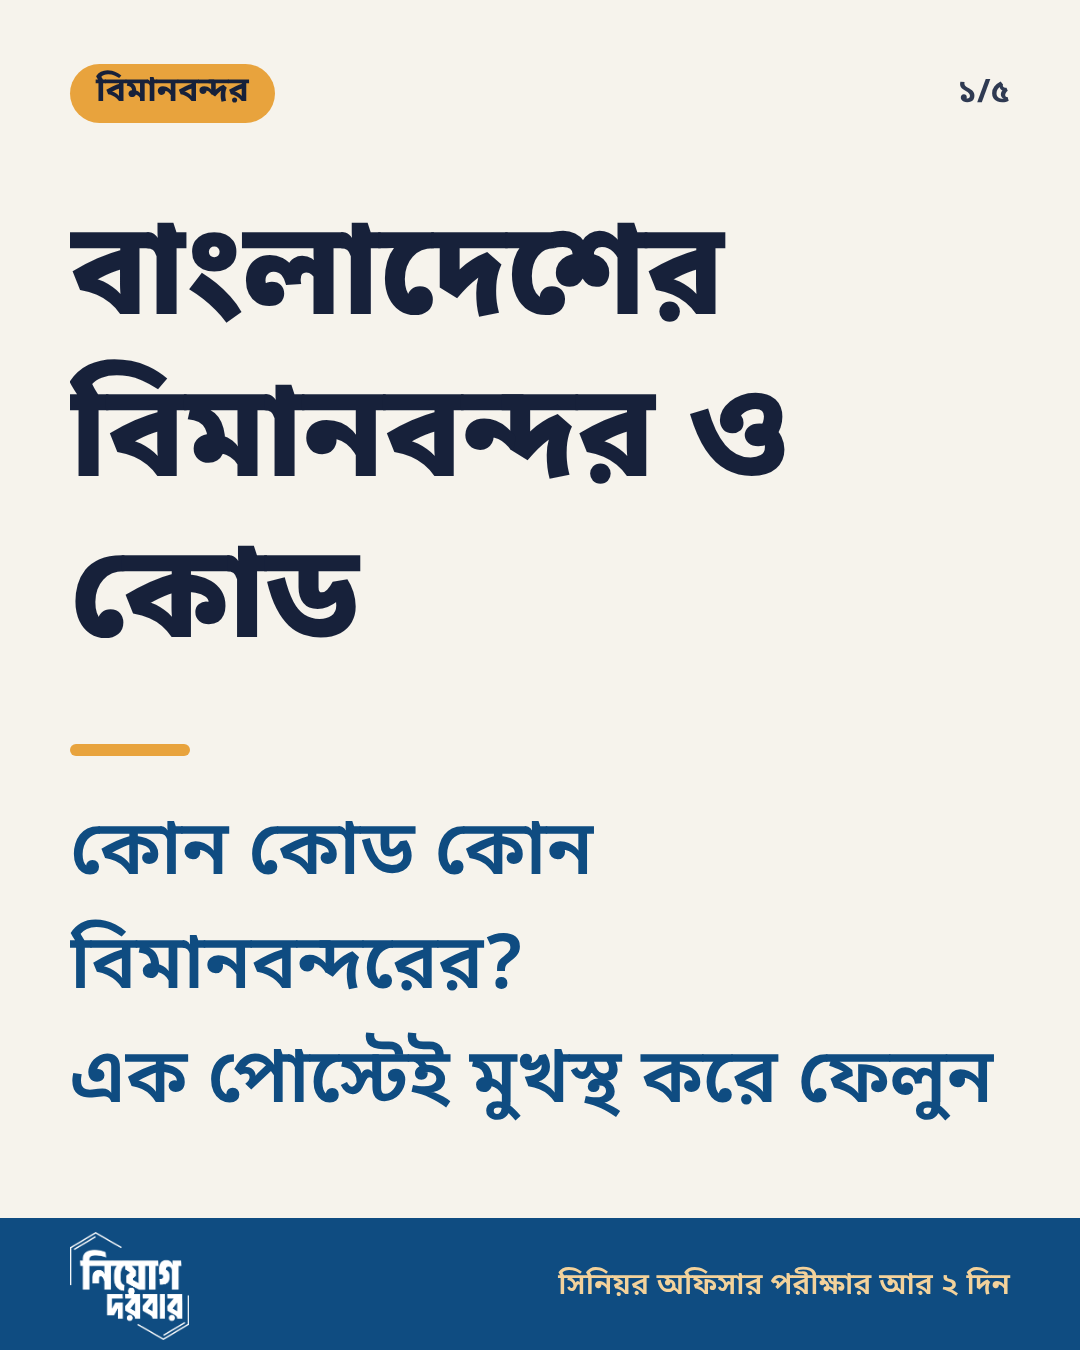 বিমানবন্দর
১/৫
বাংলাদেশের
বিমানবন্দর ও
কোড
কোন কোড কোন
বিমানবন্দরের?
এক পোস্টেই মুখস্থ করে ফেলুন
নিয়োগ
দরবার
সিনিয়র অফিসার পরীক্ষার আর ২ দিন